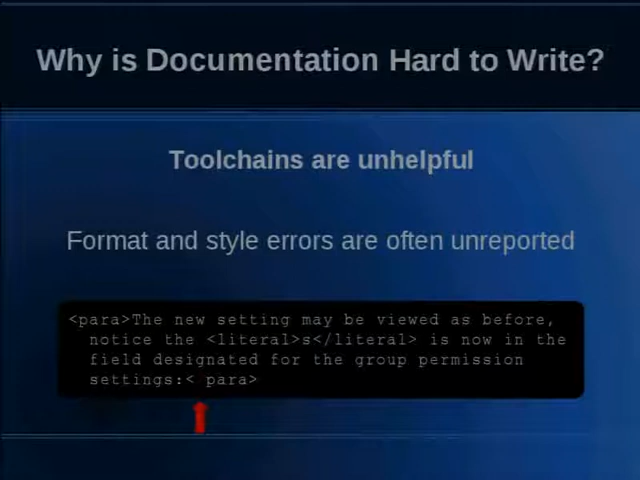 Why is Documentation Hard to Write?
Toolchains are unhelpful
Format and style errors are often unreported
<para>The new setting may be viewed as before,
notice the <literal>s</literal> is now in the
field designated for the group permission
settings:< para>